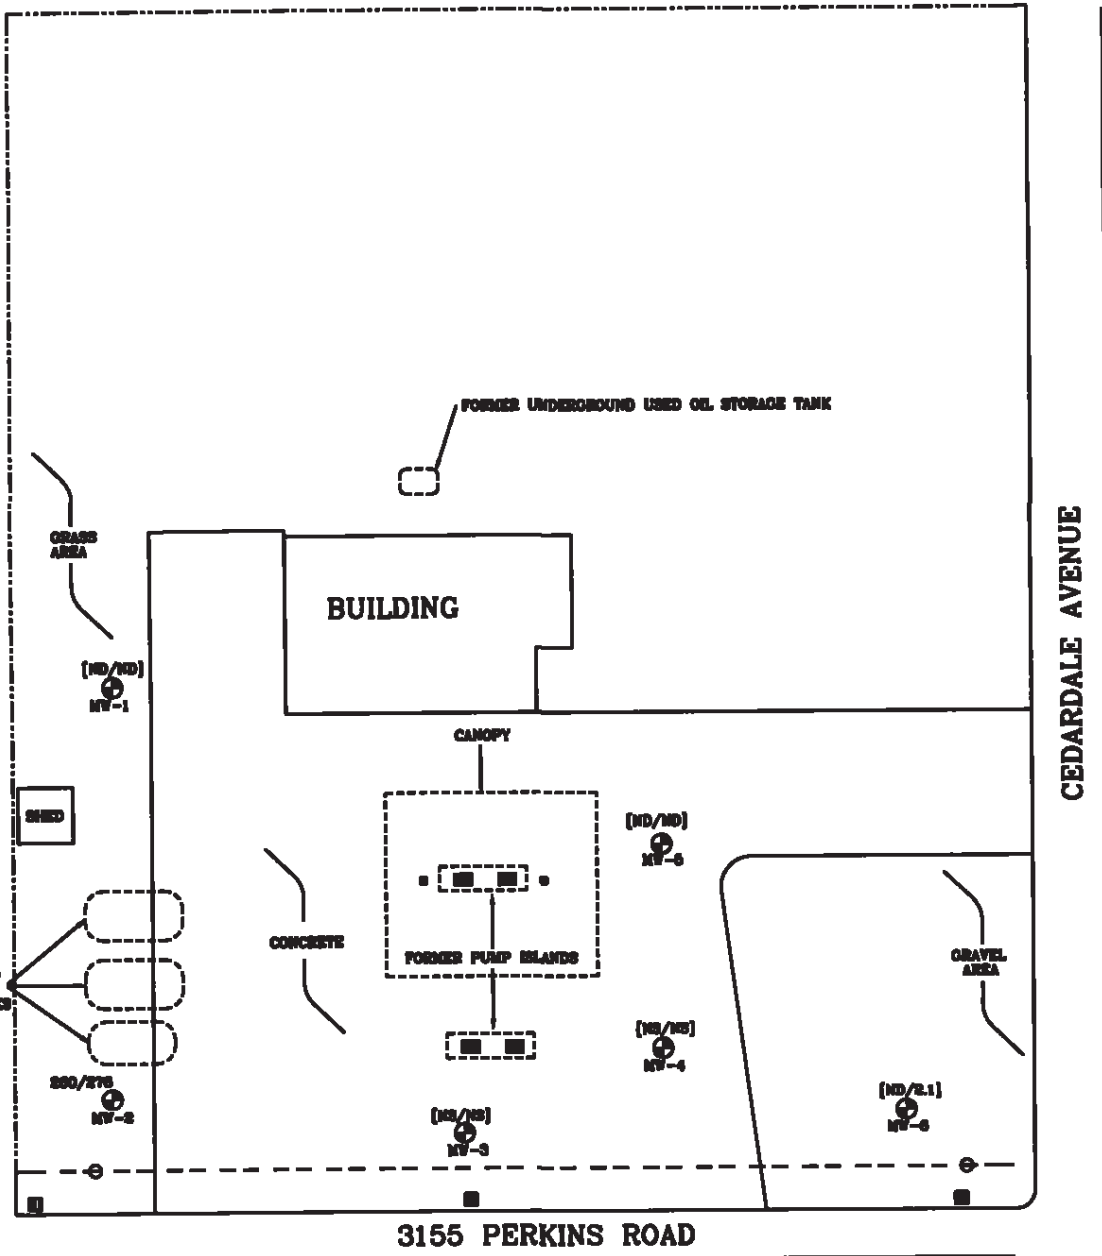 FORMER UNDERGROUND USED OIL STORAGE TANK
GRASS
AREA
BUILDING
CEDARDALE AVENUE
[ND/ND]
MW-1
CANOPY
SHED
[ND/ND]
MW-5
CONCRETE
FORMER PUMP ISLANDS
GRAVEL
AREA
[NS/NS]
MW-4
MW-2
[ND/2.1]
MW-6
[NS/NS]
MW-3
3155 PERKINS ROAD